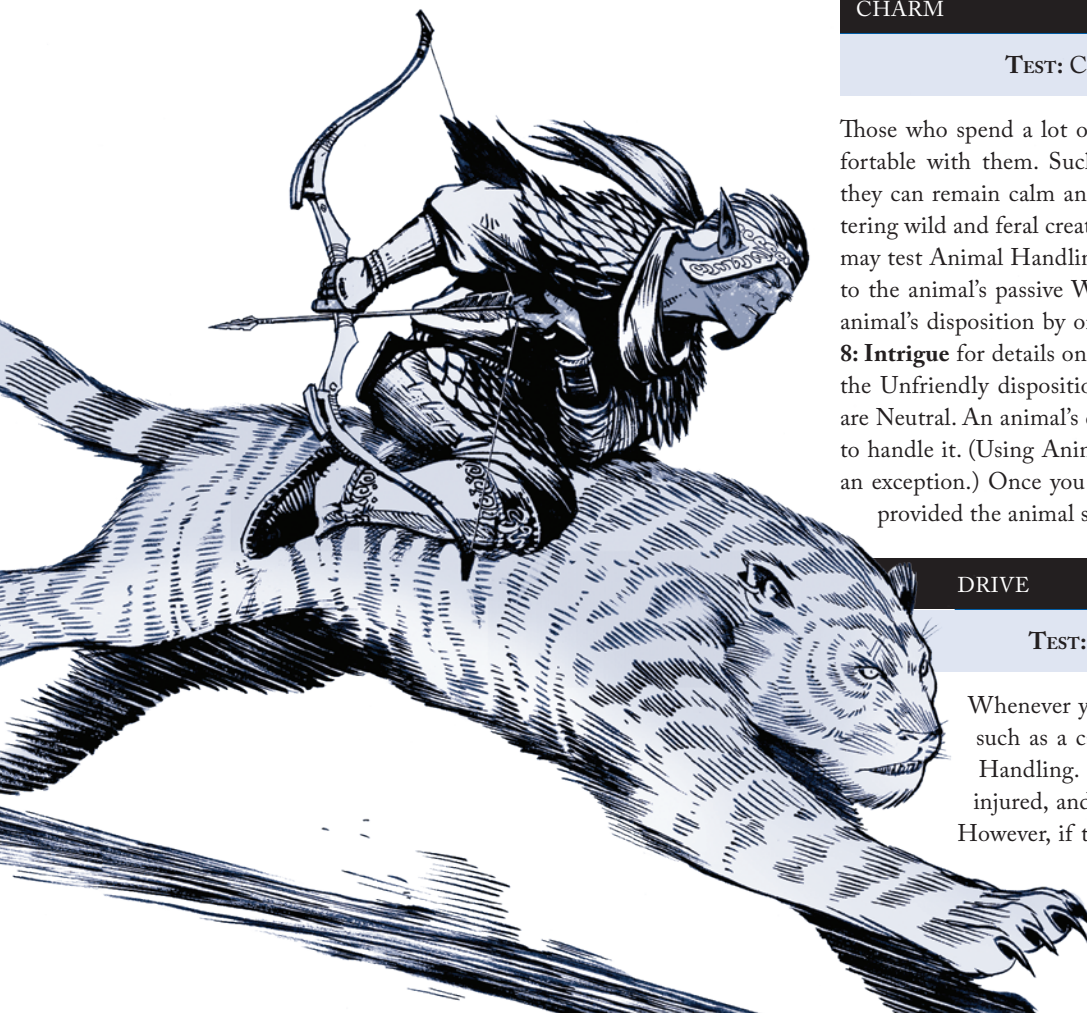 CHARM
TEST: C
Those who spend a lot o
fortable with them. Such
they can remain calm an
tering wild and feral creat
may test Animal Handlin
to the animal's passive W
animal's disposition by o
8: Intrigue for details on
the Unfriendly dispositio
are Neutral. An animal's
to handle it. (Using Anim
an exception.) Once you
provided the animal s
DRIVE
TEST:
Whenever y
such as a c
Handling.
injured, and
However, if t